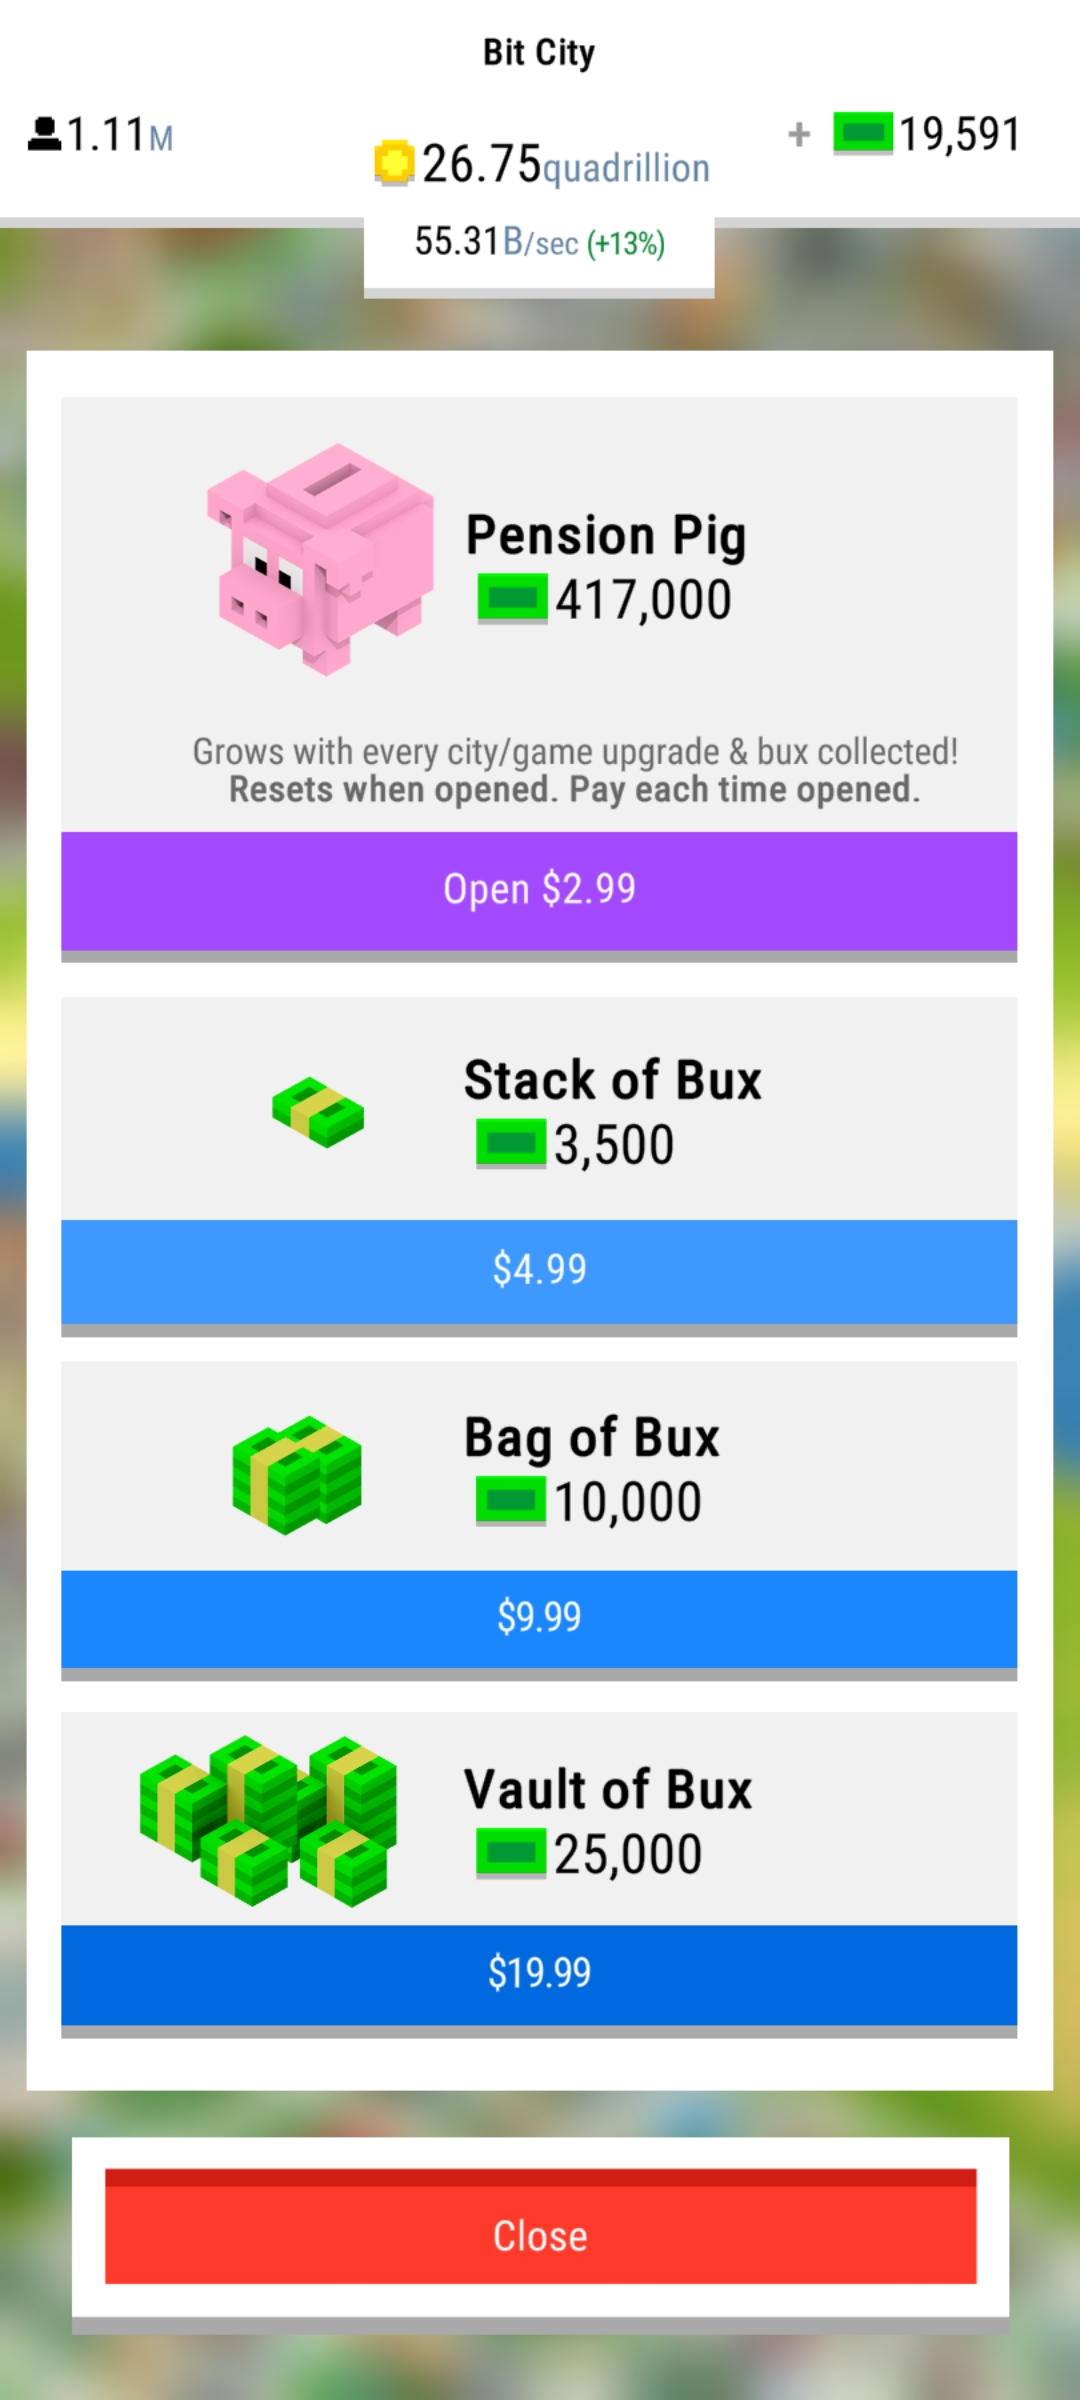 Bit City
1.11M
26.75quadrillion
+ 19,591
55.31B/sec (+13%)
Pension Pig
417,000
Grows with every city/game upgrade & bux collected!
Resets when opened. Pay each time opened.
Open $2.99
Stack of Bux
3,500
$4.99
Bag of Bux
10,000
$9.99
Vault of Bux
25,000
$19.99
Close